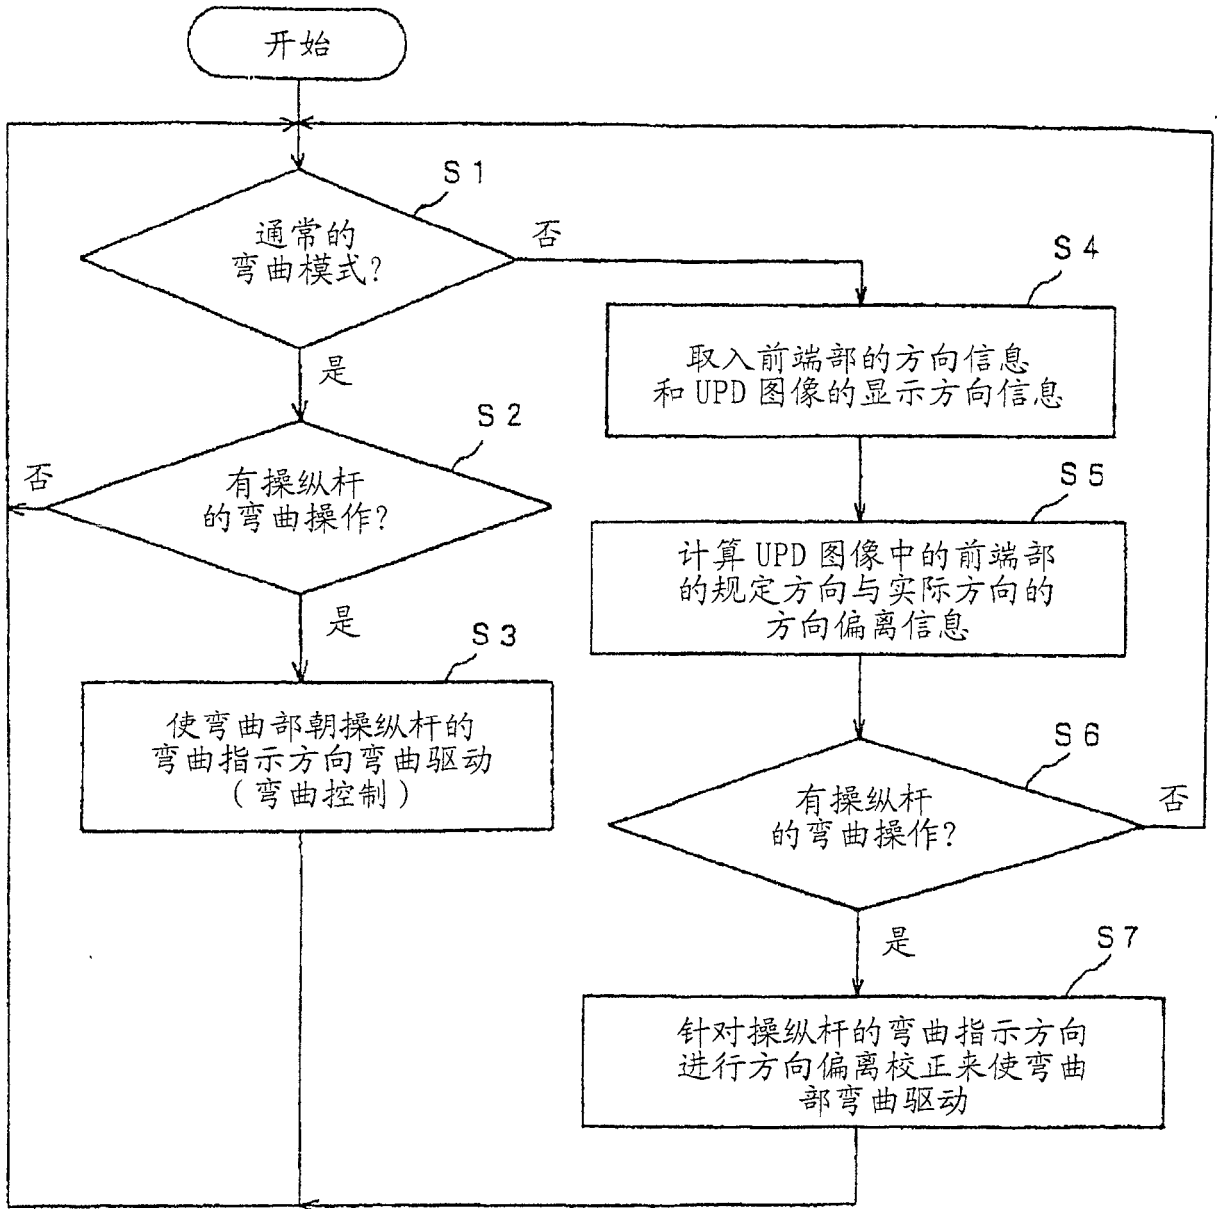 开始
S1
通常的
弯曲模式?
否
是
S2
有操纵杆
的弯曲操作?
否
是
S3
使弯曲部朝操纵杆的
弯曲指示方向弯曲驱动
(弯曲控制)
S4
取入前端部的方向信息
和UPD图像的显示方向信息
S5
计算UPD图像中的前端部
的规定方向与实际方向的
方向偏离信息
S6
有操纵杆
的弯曲操作?
否
是
S7
针对操纵杆的弯曲指示方向
进行方向偏离校正来使弯曲
部弯曲驱动